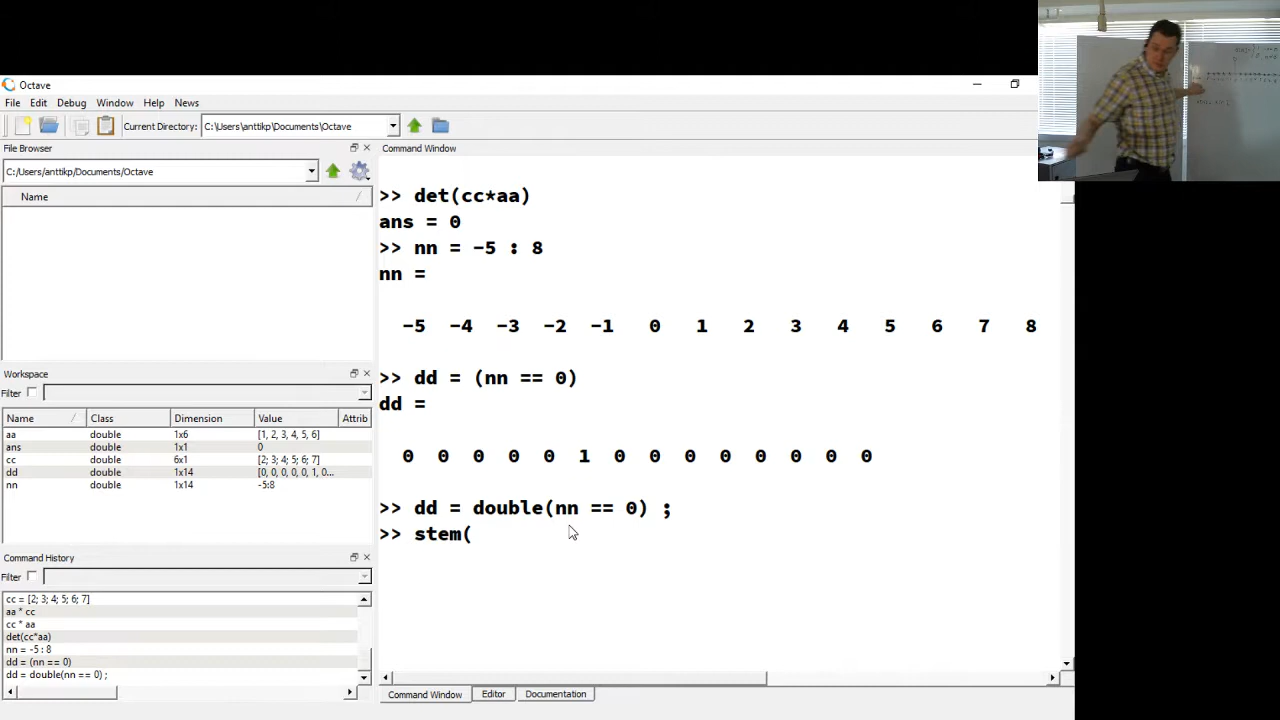 Octave
File Edit Debug Window Help News
Current Directory: C:\Users\anttikp\Documents\Octave
File Browser
C:/Users/anttikp/Documents/Octave
Name
Workspace
Filter
Name Class Dimension Value Attrib
aa double 1x6 [1, 2, 3, 4, 5, 6]
ans double 1x1 0
cc double 6x1 [2; 3; 4; 5; 6; 7]
dd double 1x14 [0, 0, 0, 0, 0, 1, 0...
nn double 1x14 -5:8
Command History
Filter
cc = [2; 3; 4; 5; 6; 7]
aa * cc
cc * aa
det(cc*aa)
nn = -5 : 8
dd = (nn == 0)
dd = double(nn == 0) ;
Command Window
>> det(cc*aa)
ans = 0
>> nn = -5 : 8
nn =
-5 -4 -3 -2 -1 0 1 2 3 4 5 6 7 8
>> dd = (nn == 0)
dd =
0 0 0 0 0 1 0 0 0 0 0 0 0 0
>> dd = double(nn == 0) ;
>> stem(
Command Window Editor Documentation